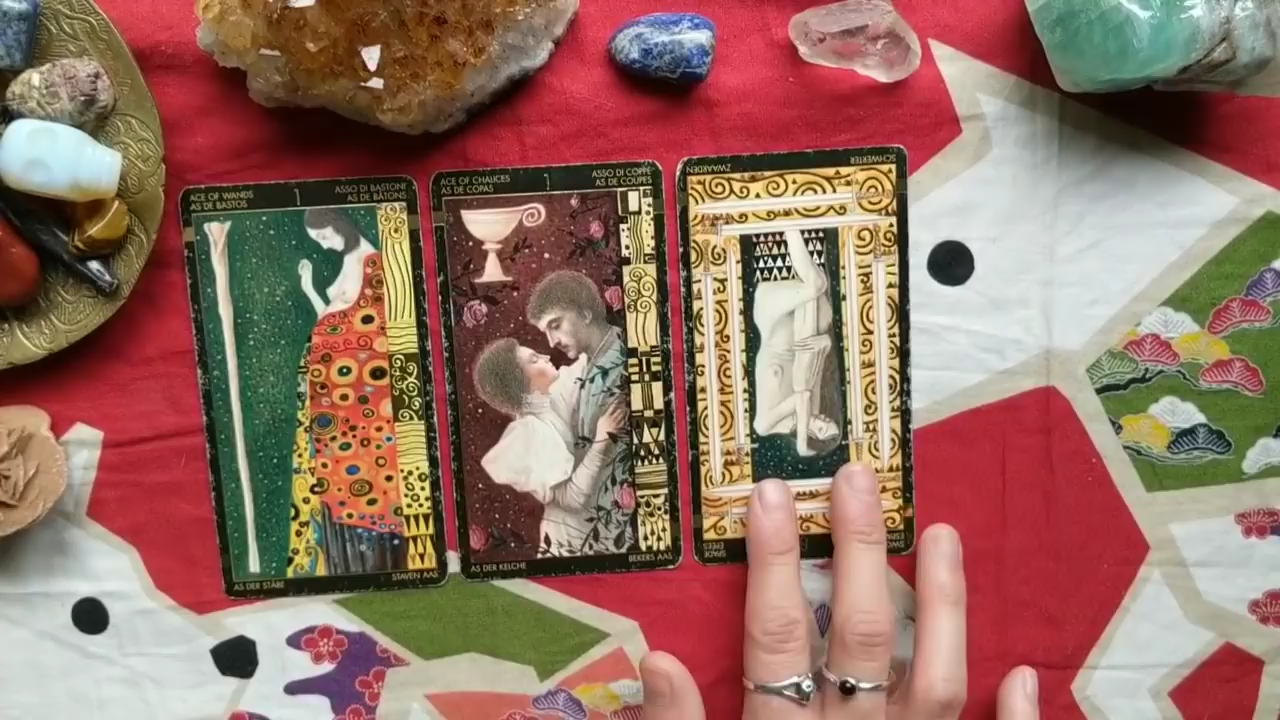 ACE OF WANDS
AS DE BASTOS
1
ASSO DI BASTONI
AS DE BÂTONS
AS DER STÄBE
STAVEN AAS
ACE OF CHALICES
AS DE COPAS
1
ASSO DI COPPE
AS DE COUPES
AS DER KELCHE
BEKERS AAS
ZWAARDEN
SCHWERTER
SPADE
ÉPÉES